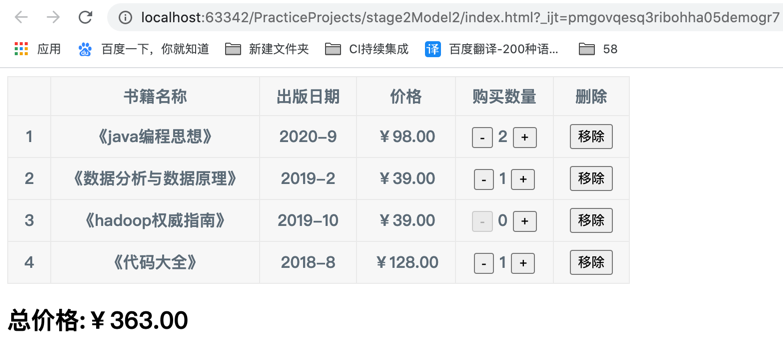 localhost:63342/PracticeProjects/stage2Model2/index.html?_ijt=pmgovqesq3ribohha05demogr7
应用 百度一下，你就知道 新建文件夹 CI持续集成 译 百度翻译-200种语... 58
书籍名称 出版日期 价格 购买数量 删除
1 《java编程思想》 2020-9 ¥98.00 - 2 + 移除
2 《数据分析与数据原理》 2019-2 ¥39.00 - 1 + 移除
3 《hadoop权威指南》 2019-10 ¥39.00 - 0 + 移除
4 《代码大全》 2018-8 ¥128.00 - 1 + 移除
总价格: ¥363.00